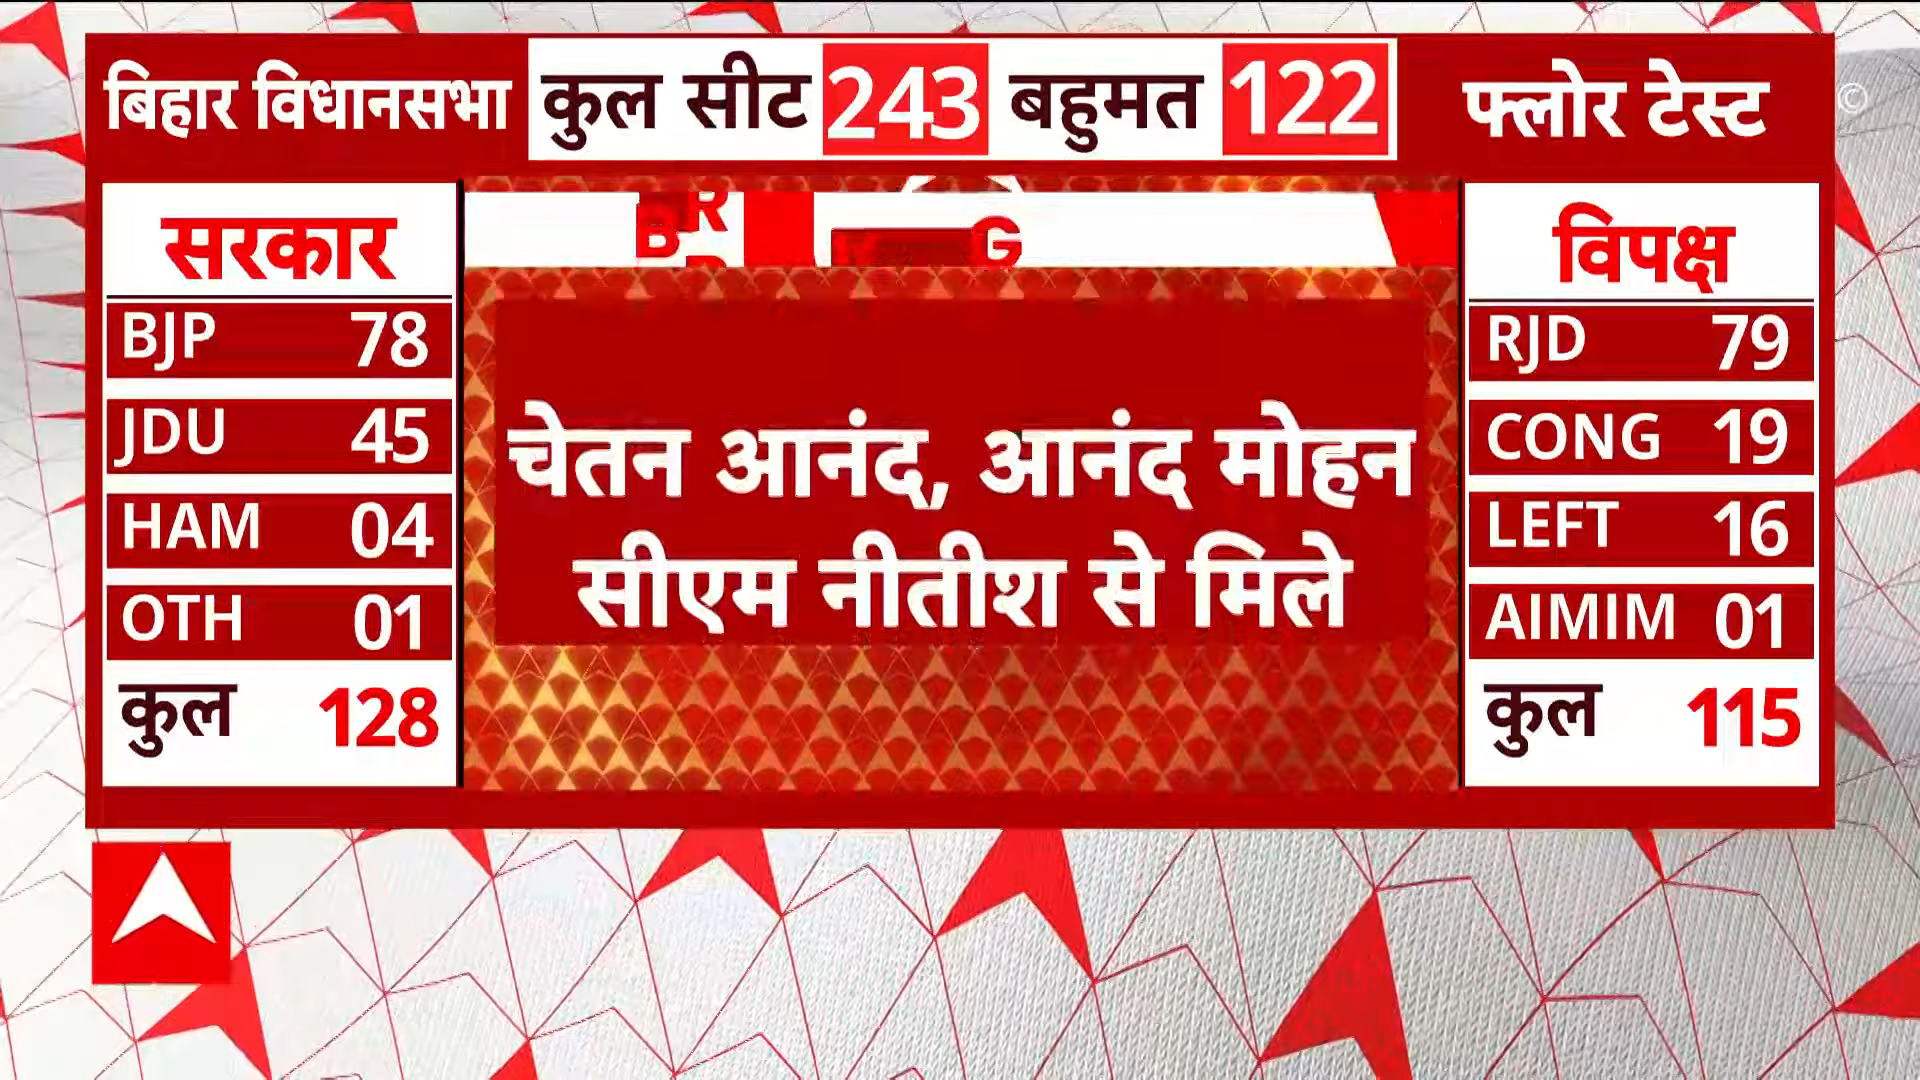 बिहार विधानसभा
कुल सीट 243 बहुमत 122
फ्लोर टेस्ट
©
सरकार
BJP 78
JDU 45
HAM 04
OTH 01
कुल 128
चेतन आनंद, आनंद मोहन
सीएम नीतीश से मिले
विपक्ष
RJD 79
CONG 19
LEFT 16
AIMIM 01
कुल 115